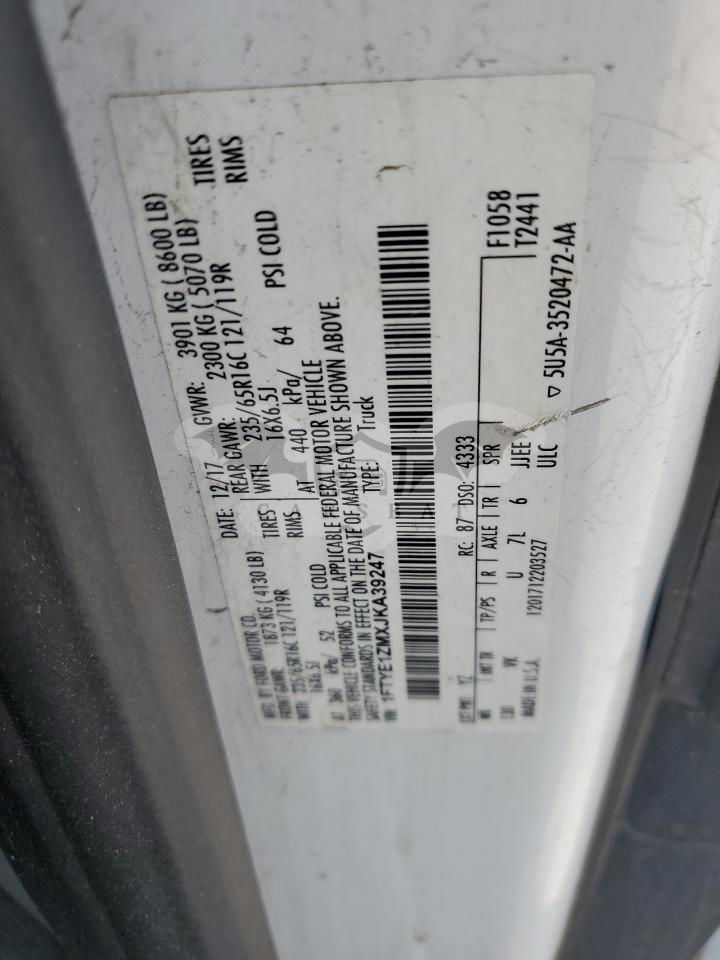 MFD. BY FORD MOTOR CO. DATE: 12/17 GVWR: 3901 KG ( 8600 LB)
FRONT GAWR: 1873 KG ( 4130 LB) REAR GAWR: 2300 KG ( 5070 LB)
WITH 235/65R16C 121/119R TIRES WITH 235/65R16C 121/119R TIRES
16X6.5J RIMS 16X6.5J RIMS
AT 360 kPa/ 52 PSI COLD AT 440 kPa/ 64 PSI COLD
THIS VEHICLE CONFORMS TO ALL APPLICABLE FEDERAL MOTOR VEHICLE
SAFETY STANDARDS IN EFFECT ON THE DATE OF MANUFACTURE SHOWN ABOVE.
VIN: 1FTYE1ZMXJKA39247 TYPE: Truck
EXT PNT: YZ RC: 87 DSO: 4333
WB INT TR TP/PS R AXLE TR SPR F1058
130 VK U 7L 6 JJEE T2441
MADE IN U.S.A. 1201712203527 ULC
▽ 5U5A-3520472-AA